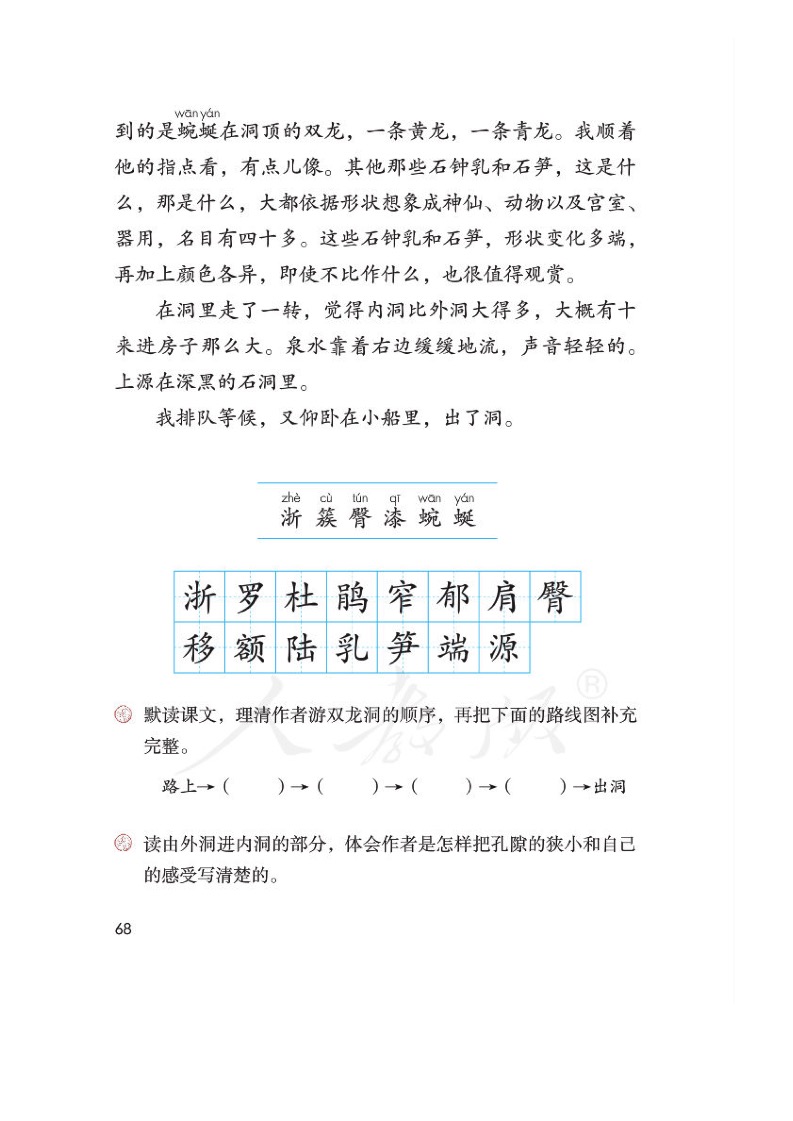 wān yán
到的是蜿蜒在洞顶的双龙，一条黄龙，一条青龙。我顺着
他的指点看，有点儿像。其他那些石钟乳和石笋，这是什
么，那是什么，大都依据形状想象成神仙、动物以及宫室、
器用，名目有四十多。这些石钟乳和石笋，形状变化多端，
再加上颜色各异，即使不比作什么，也很值得观赏。
在洞里走了一转，觉得内洞比外洞大得多，大概有十
来进房子那么大。泉水靠着右边缓缓地流，声音轻轻的。
上源在深黑的石洞里。
我排队等候，又仰卧在小船里，出了洞。
zhè cù tún qī wān yán
浙 簇 臀 漆 蜿 蜒
浙 罗 杜 鹃 窄 郁 肩 臀
移 额 陆 乳 笋 端 源
人教版®
默读课文，理清作者游双龙洞的顺序，再把下面的路线图补充
完整。
路上→（　　）→（　　）→（　　）→（　　）→出洞
读由外洞进内洞的部分，体会作者是怎样把孔隙的狭小和自己
的感受写清楚的。
68